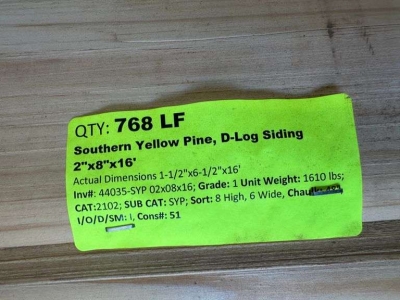 QTY: 768 LF
Southern Yellow Pine, D-Log Siding
2"x8"x16'
Actual Dimensions 1-1/2"x6-1/2"x16'
Inv#: 44035-SYP 02x08x16; Grade: 1 Unit Weight: 1610 lbs;
CAT:2102; SUB CAT: SYP; Sort: 8 High, 6 Wide,
I/O/D/SM: I, Cons#: 51